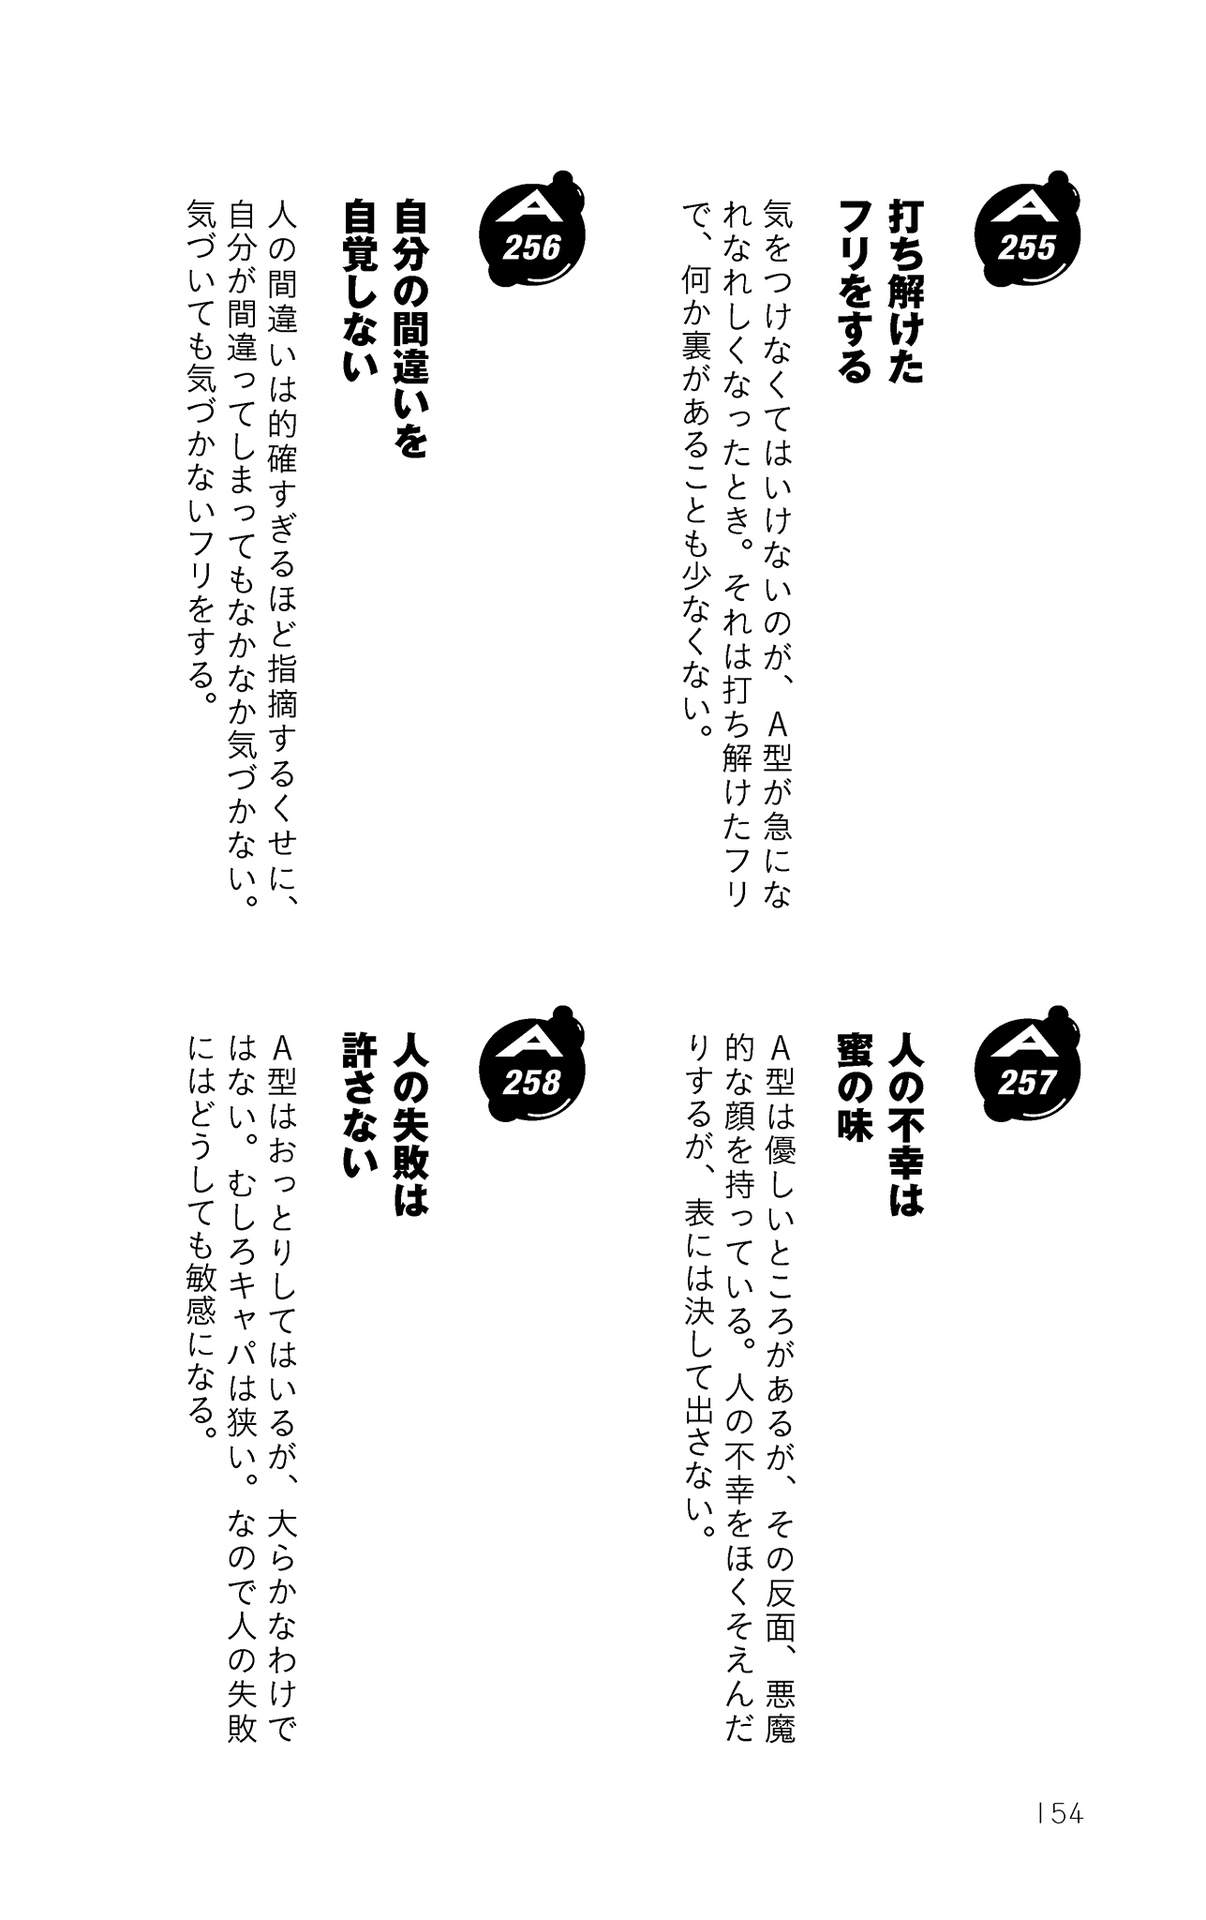 A
255
打ち解けた
フリをする
気をつけなくてはいけないのが、A型が急にな
れなれしくなったとき。それは打ち解けたフリ
で、何か裏があることも少なくない。
A
256
自分の間違いを
自覚しない
人の間違いは的確すぎるほど指摘するくせに、
自分が間違ってしまってもなかなか気づかない。
気づいても気づかないフリをする。
A
257
人の不幸は
蜜の味
A型は優しいところがあるが、その反面、悪魔
的な顔を持っている。人の不幸をほくそえんだ
りするが、表には決して出さない。
A
258
人の失敗は
許さない
A型はおっとりしてはいるが、大らかなわけで
はない。むしろキャパは狭い。なので人の失敗
にはどうしても敏感になる。
154